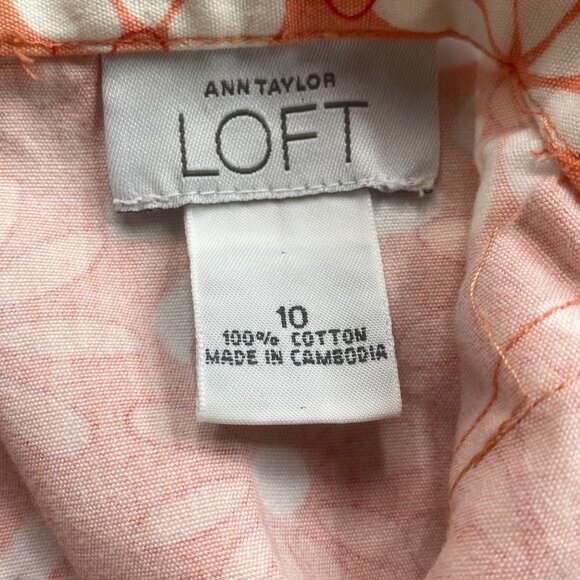 ANN TAYLOR
LOFT
10
100% COTTON
MADE IN CAMBODIA